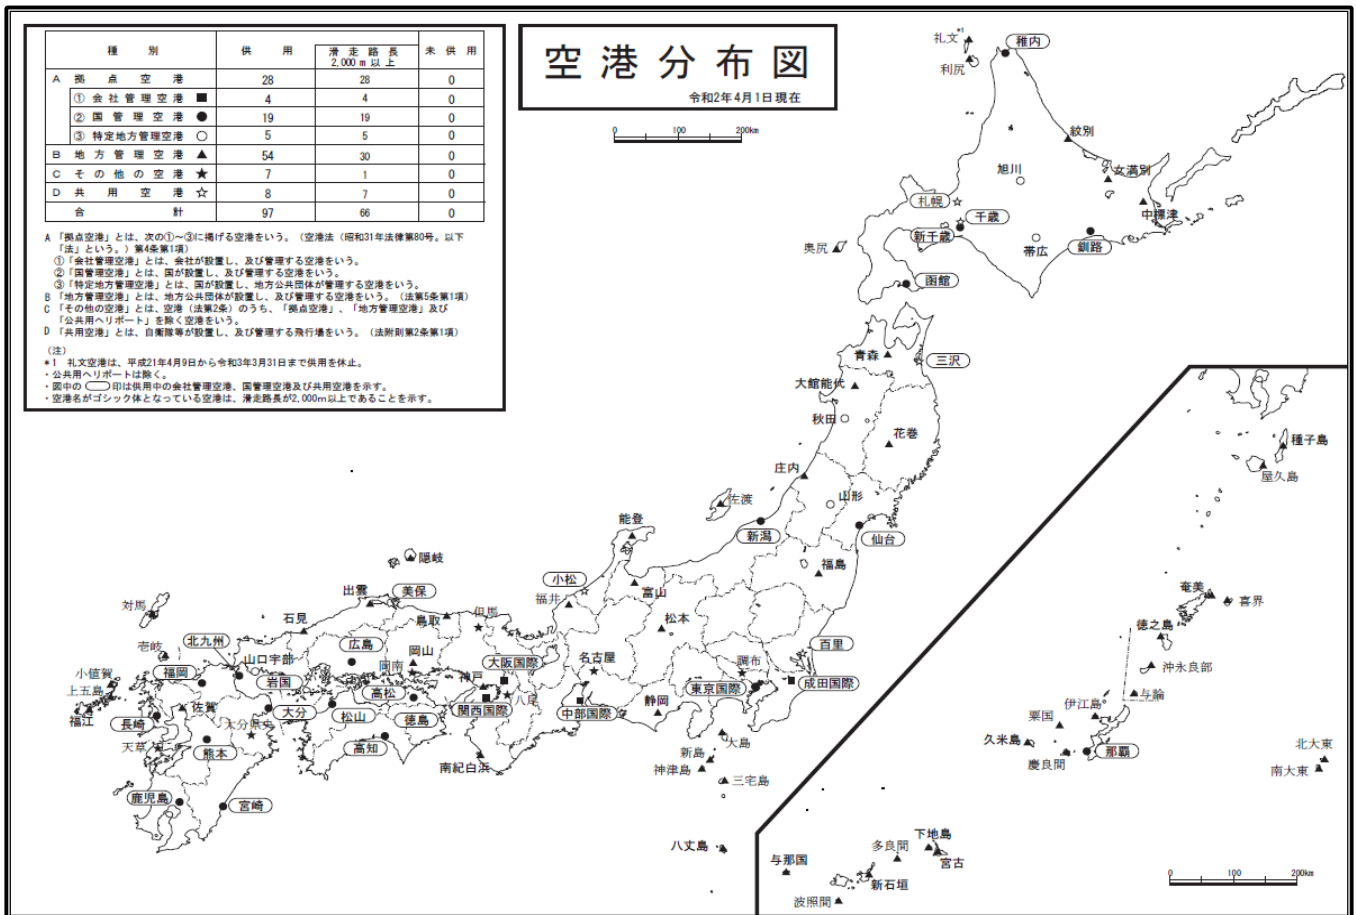 種別 供用 滑走路長2,000m以上 未供用
A 拠点空港 28 28 0
①会社管理空港 ■ 4 4 0
②国管理空港 ● 19 19 0
③特定地方管理空港 ○ 5 5 0
B 地方管理空港 ▲ 54 30 0
C その他の空港 ★ 7 1 0
D 共用空港 ☆ 8 7 0
合計 97 66 0
A 「拠点空港」とは、次の①~③に掲げる空港をいう。(空港法(昭和31年法律第80号。以下
「法」という。)第4条第1項)
①「会社管理空港」とは、会社が設置し、及び管理する空港をいう。
②「国管理空港」とは、国が設置し、及び管理する空港をいう。
③「特定地方管理空港」とは、国が設置し、地方公共団体が管理する空港をいう。
B 「地方管理空港」とは、地方公共団体が設置し、及び管理する空港をいう。(法第5条第1項)
C 「その他の空港」とは、空港(法第2条)のうち、「拠点空港」、「地方管理空港」及び
「公共用ヘリポート」を除く空港をいう。
D 「共用空港」とは、自衛隊等が設置し、及び管理する飛行場をいう。(法附則第2条第1項)
(注)
*1 礼文空港は、平成21年4月9日から令和3年3月31日まで供用を休止。
・公共用ヘリポートは除く。
・図中の 印は供用中の会社管理空港、国管理空港及び共用空港を示す。
・空港名がゴシック体となっている空港は、滑走路長が2,000m以上であることを示す。
空港分布図
令和2年4月1日現在
0 100 200km
礼文*1
稚内
利尻
紋別
旭川
女満別
札幌
千歳
中標津
新千歳
帯広
釧路
奥尻
函館
青森
三沢
大館能代
秋田
花巻
庄内
佐渡
山形
能登
新潟
仙台
隠岐
福島
小松
出雲
美保
福井
富山
対馬
石見
鳥取
但馬
松本
北九州
壱岐
広島
岡山
大阪国際
名古屋
百里
山口宇部
岡南
調布
小値賀
福岡
岩国
神戸
東京国際
成田国際
上五島
高松
八尾
佐賀
大分
松山
徳島
関西国際
中部国際
静岡
福江
長崎
大分県央
天草
熊本
高知
南紀白浜
大島
新島
神津島
三宅島
鹿児島
宮崎
八丈島
種子島
屋久島
奄美
喜界
徳之島
沖永良部
与論
伊江島
粟国
久米島
慶良間
那覇
北大東
南大東
下地島
多良間
宮古
与那国
新石垣
波照間
0 100 200km